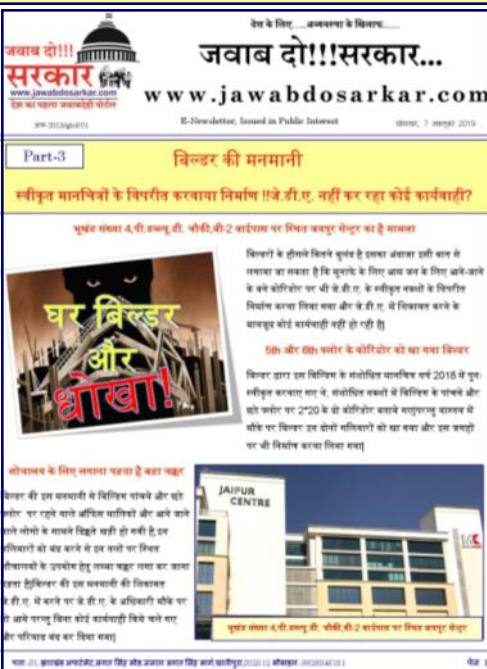 देश के लिए.....अव्यवस्था के खिलाफ......
जवाब दो!!!
सरकार
www.jawabdosarkar.com
देश का पहला जवाबदेही पोर्टल
जवाब दो!!!सरकार...
www.jawabdosarkar.com
E-Newsletter, Issued in Public Interest
सोमवार, 7 अक्टूबर 2019
Part-3
बिल्डर की मनमानी
स्वीकृत मानचित्रों के विपरीत करवाया निर्माण !!जे.डी.ए. नहीं कर रहा कोई कार्यवाही?
भूखंड संख्या 4,पी.डब्ल्यू.डी. चौकी,बी-2 बाईपास पर स्थित जयपुर सेन्टर का है मामला
घर बिल्डर
और
धोखा!
बिल्डरों के हौसले कितने बुलंद है इसका अंदाजा इसी बात से
लगाया जा सकता है कि मुनाफे के लिए आम जन के लिए आने-जाने
के बने कोरिडोर पर भी जे.डी.ए. के स्वीकृत नक्शों के विपरीत
निर्माण करवा लिया गया और जे.डी.ए. में शिकायत करने के
बावजूद कोई कार्यवाही नहीं हो रही है|
5th और 6th फ्लोर के कोरिडोर को खा गया बिल्डर
बिल्डर द्वारा इस बिल्डिंग के संशोधित मानचित्र वर्ष 2018 में पुनः
स्वीकृत करवाए गए थे, संशोधित नक्शों में बिल्डिंग के पांचवे और
छठे फ्लोर पर 2*20 के दो कोरिडोर बताये गए|परन्तु वास्तव में
मौके पर बिल्डर इन दोनों गलियारों को खा गया और इस जगहों
पर भी निर्माण करवा लिया गया|
शोचालय के लिए लगाना पड़ता है बड़ा चक्कर
बिल्डर की इस मनमानी से बिल्डिंग पांचवे और छठे
फ्लोर पर रहने वाले ऑफिस मालिकों और आने जाने
वाले लोगो के सामने दिक्कते खड़ी हो गयी है,इन
गलियारों को बंद करने से इन तलों पर स्थित
शौचालयों के उपयोग हेतु लम्बा चक्कर लगा कर जाना
पड़ता है|बिल्डर की इस मनमानी की शिकायत
जे.डी.ए. में करने पर जे.डी.ए. के अधिकारी मौके पर
तो आये परन्तु बिना कोई कार्यवाही किये चले गए
और परिवाद बंद कर दिया गया|
JAIPUR
CENTRE
भूखंड संख्या 4,पी.डब्ल्यू.डी. चौकी,बी-2 बाईपास पर स्थित जयपुर सेन्टर
पेज